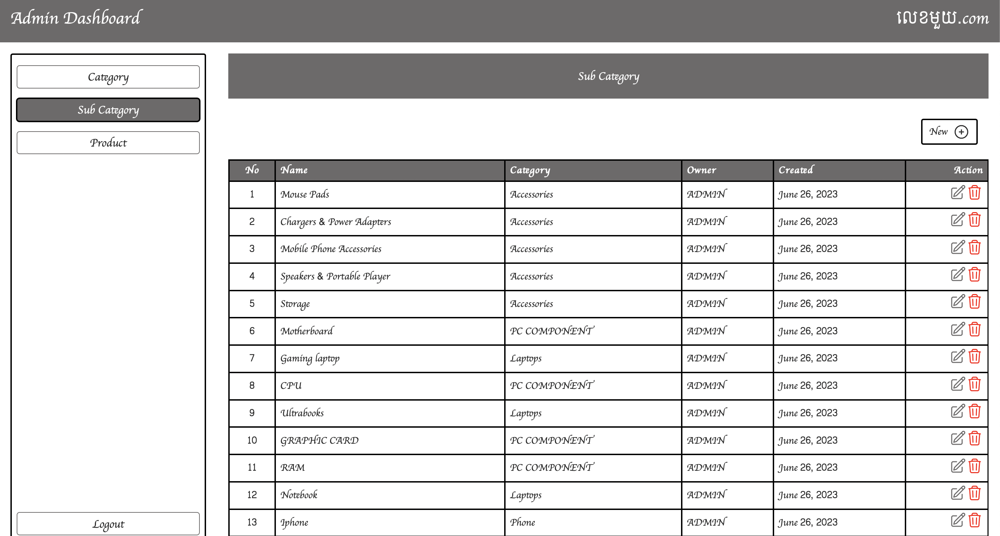 Admin Dashboard
លេខមួយ.com
Category
Sub Category
Product
Logout
Sub Category
New
No Name Category Owner Created Action
1 Mouse Pads Accessories ADMIN June 26, 2023
2 Chargers & Power Adapters Accessories ADMIN June 26, 2023
3 Mobile Phone Accessories Accessories ADMIN June 26, 2023
4 Speakers & Portable Player Accessories ADMIN June 26, 2023
5 Storage Accessories ADMIN June 26, 2023
6 Motherboard PC COMPONENT ADMIN June 26, 2023
7 Gaming laptop Laptops ADMIN June 26, 2023
8 CPU PC COMPONENT ADMIN June 26, 2023
9 Ultrabooks Laptops ADMIN June 26, 2023
10 GRAPHIC CARD PC COMPONENT ADMIN June 26, 2023
11 RAM PC COMPONENT ADMIN June 26, 2023
12 Notebook Laptops ADMIN June 26, 2023
13 Iphone Phone ADMIN June 26, 2023